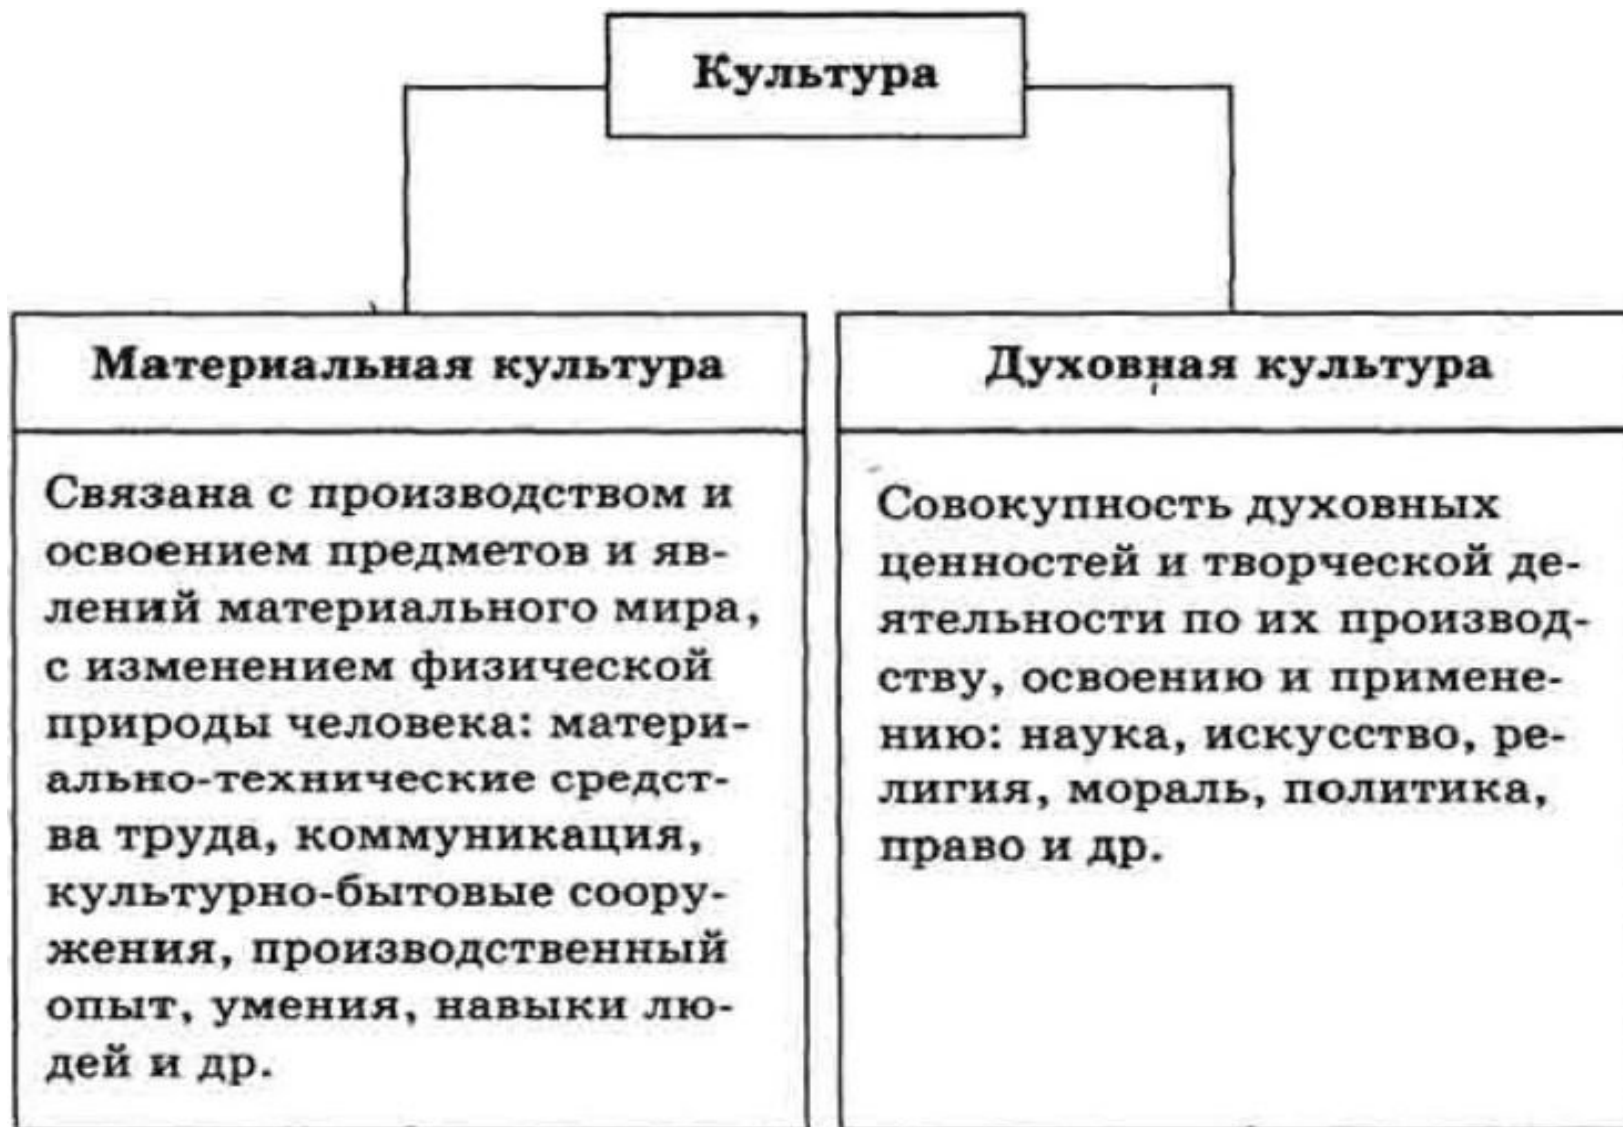 Культура
Материальная культура
Связана с производством и
освоением предметов и яв-
лений материального мира,
с изменением физической
природы человека: матери-
ально-технические средст-
ва труда, коммуникация,
культурно-бытовые соору-
жения, производственный
опыт, умения, навыки лю-
дей и др.
Духовная культура
Совокупность духовных
ценностей и творческой де-
ятельности по их производ-
ству, освоению и примене-
нию: наука, искусство, ре-
лигия, мораль, политика,
право и др.